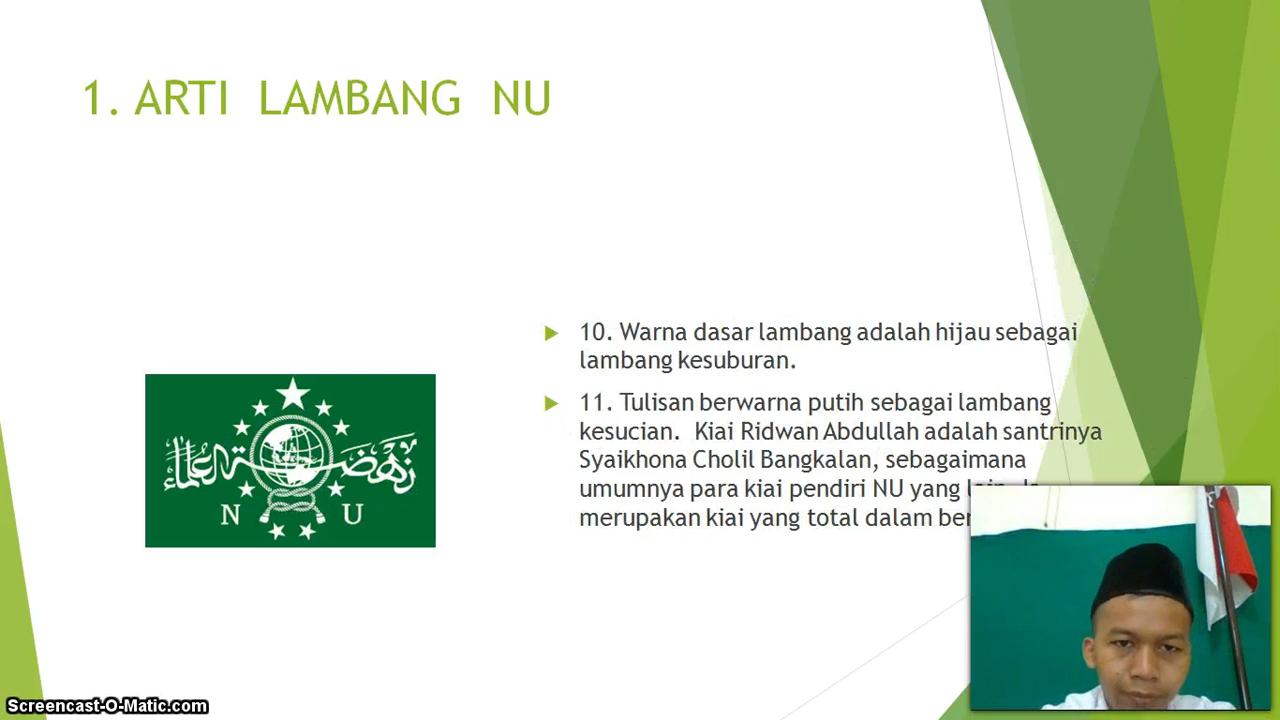 1. ARTI LAMBANG NU
10. Warna dasar lambang adalah hijau sebagai
lambang kesuburan.
11. Tulisan berwarna putih sebagai lambang
kesucian. Kiai Ridwan Abdullah adalah santrinya
Syaikhona Cholil Bangkalan, sebagaimana
umumnya para kiai pendiri NU yang
merupakan kiai yang total dalam
نهضة العلماء
N U
Screencast-O-Matic.com